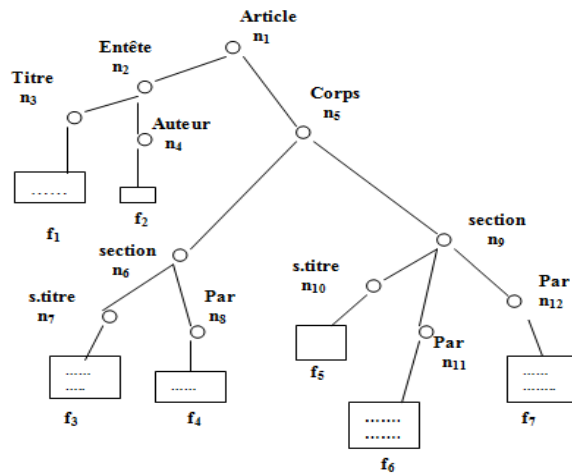 Article
n1
Entête
n2
Titre
n3
Corps
n5
Auteur
n4
......
f1
f2
section
n6
section
n9
s.titre
n10
Par
n12
s.titre
n7
Par
n8
Par
n11
......
.....
f3
......
f4
f5
.......
.......
f6
......
........
f7